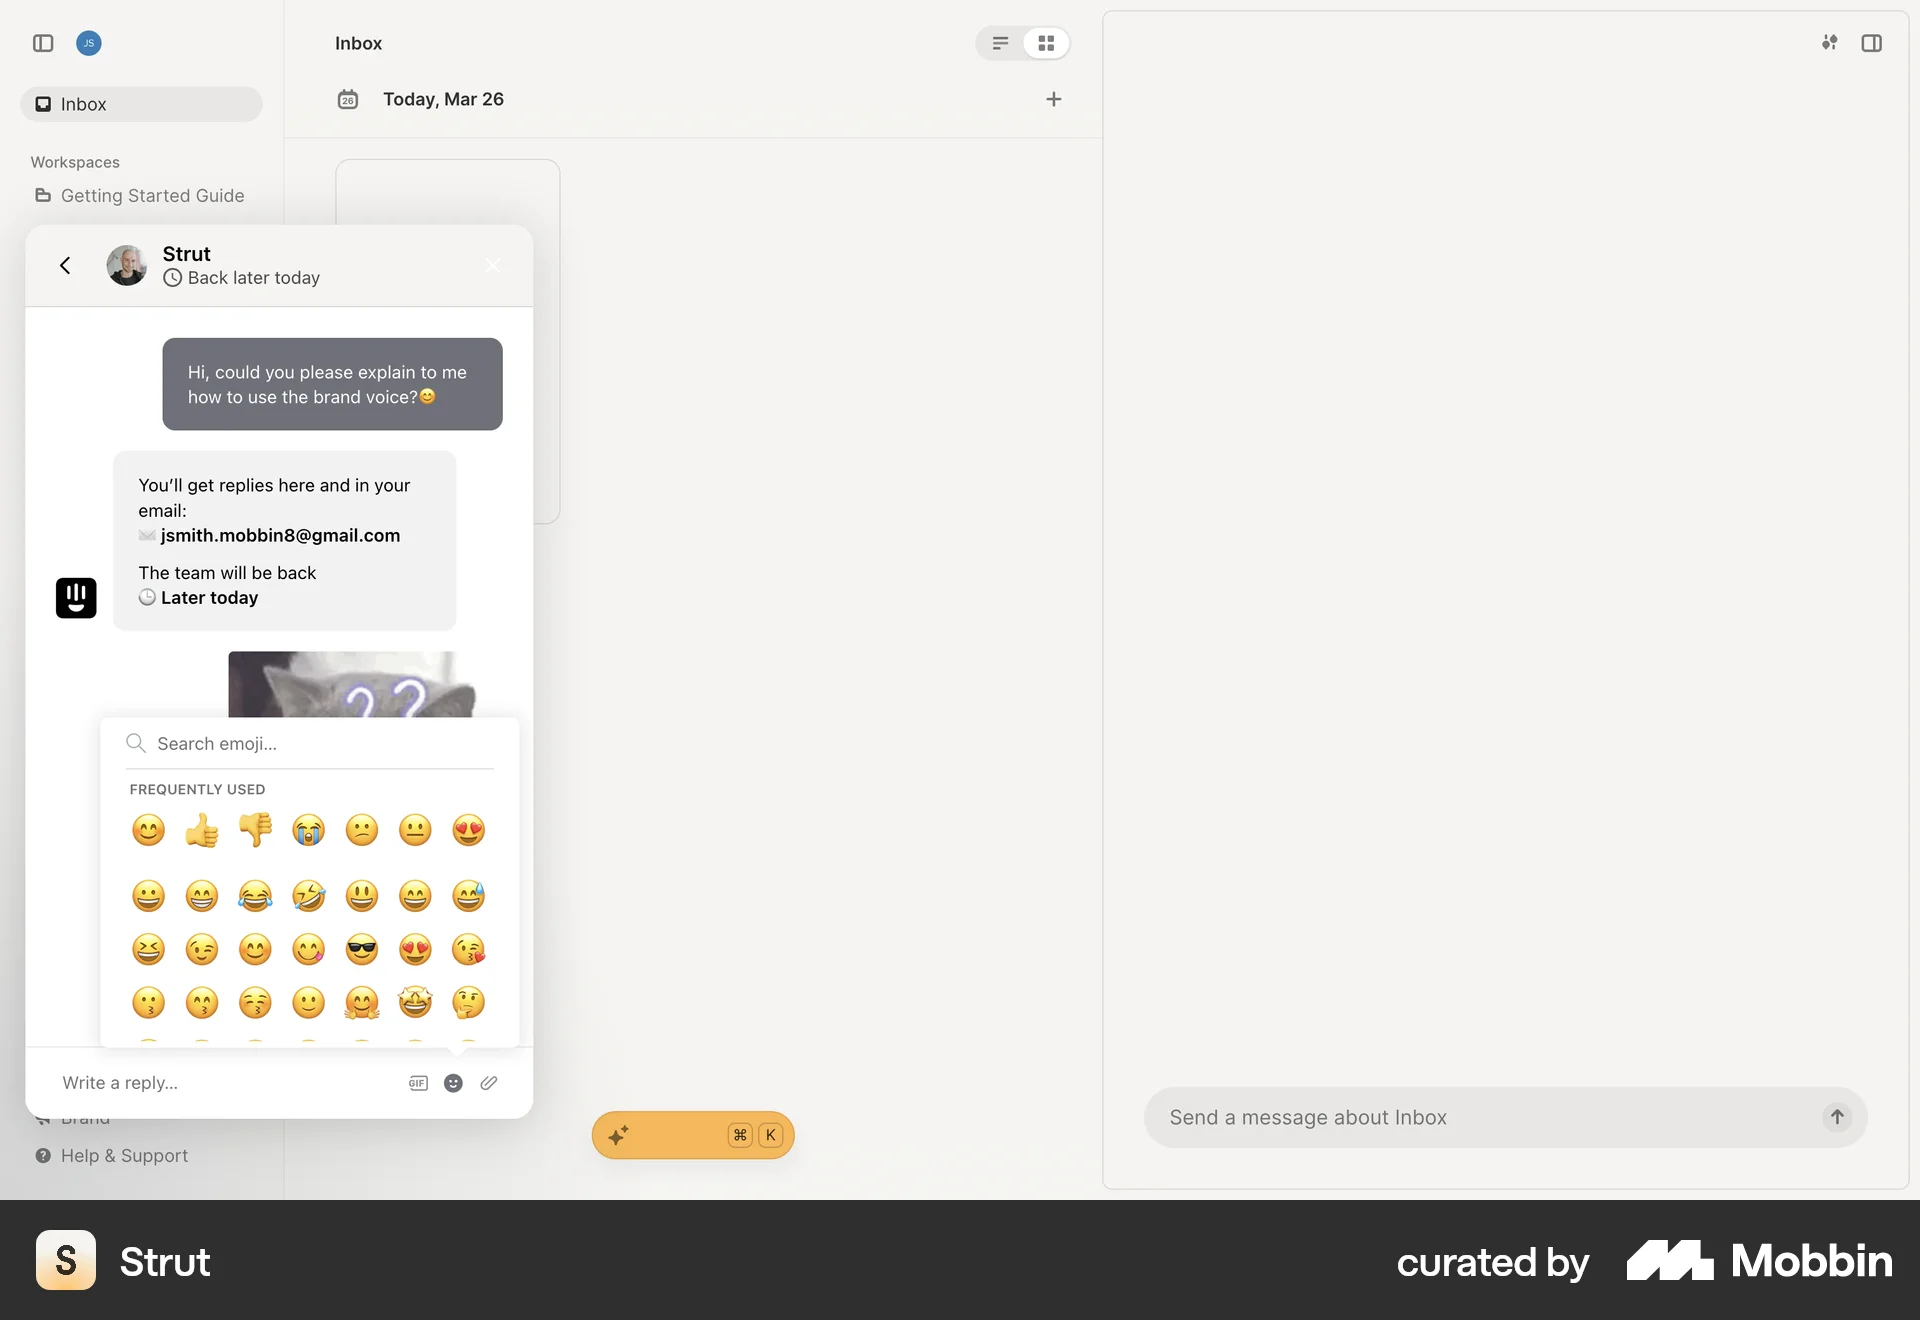 JS
Inbox
Workspaces
Getting Started Guide
Brand
Help & Support
Inbox
26
Today, Mar 26
Strut
Back later today
Hi, could you please explain to me
how to use the brand voice?😊
You’ll get replies here and in your
email:
jsmith.mobbin8@gmail.com
The team will be back
Later today
??
Search emoji...
FREQUENTLY USED
Write a reply...
GIF
⌘ K
Send a message about Inbox
S
Strut
curated by
Mobbin